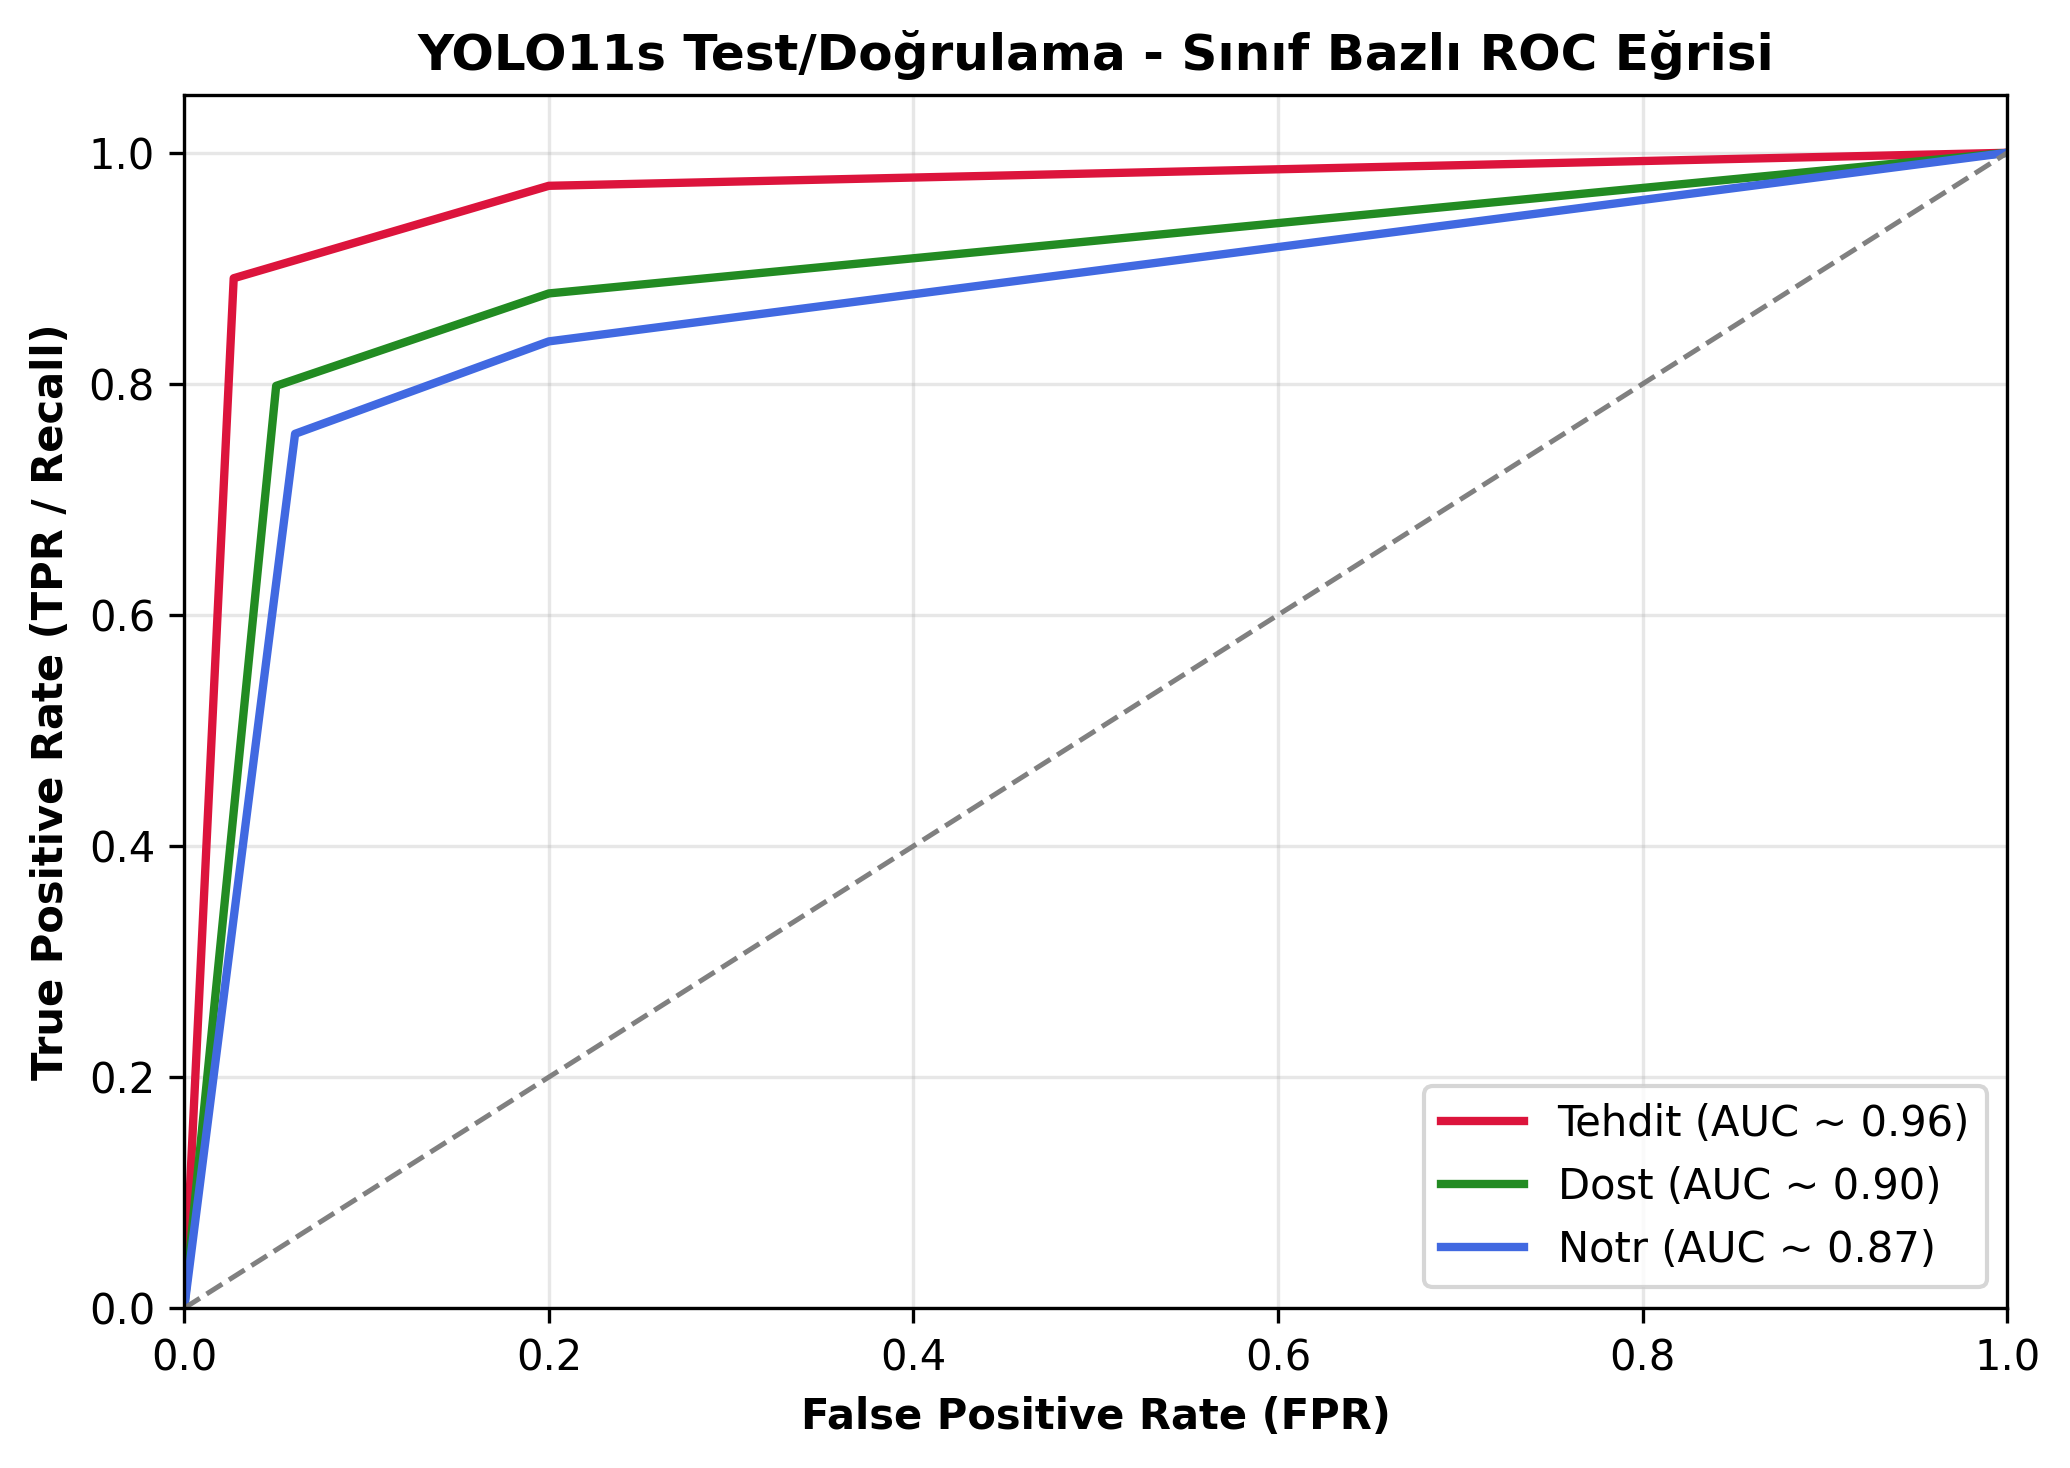 YOLO11s Test/Doğrulama - Sınıf Bazlı ROC Eğrisi
True Positive Rate (TPR / Recall)
1.0
0.8
0.6
0.4
0.2
0.0
Tehdit (AUC ~ 0.96)
Dost (AUC ~ 0.90)
Notr (AUC ~ 0.87)
0.0 0.2 0.4 0.6 0.8 1.0
False Positive Rate (FPR)